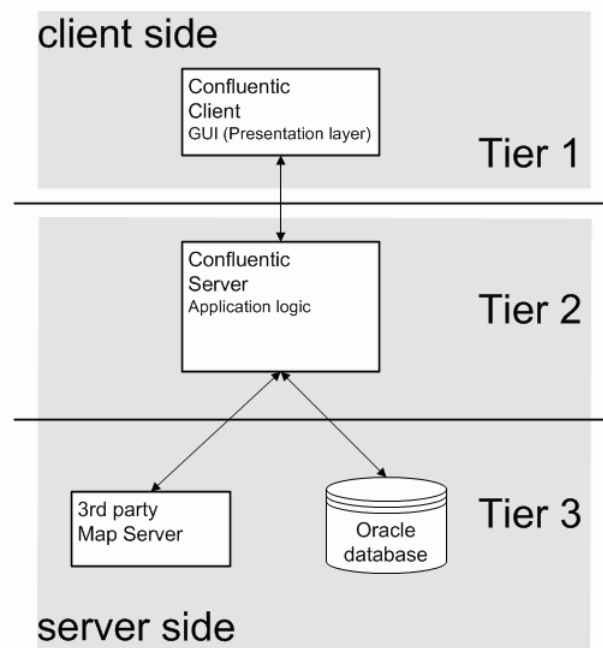 client side
Confluentic
Client
GUI (Presentation layer)
Tier 1
Confluentic
Server
Application logic
Tier 2
3rd party
Map Server
Oracle
database
Tier 3
server side